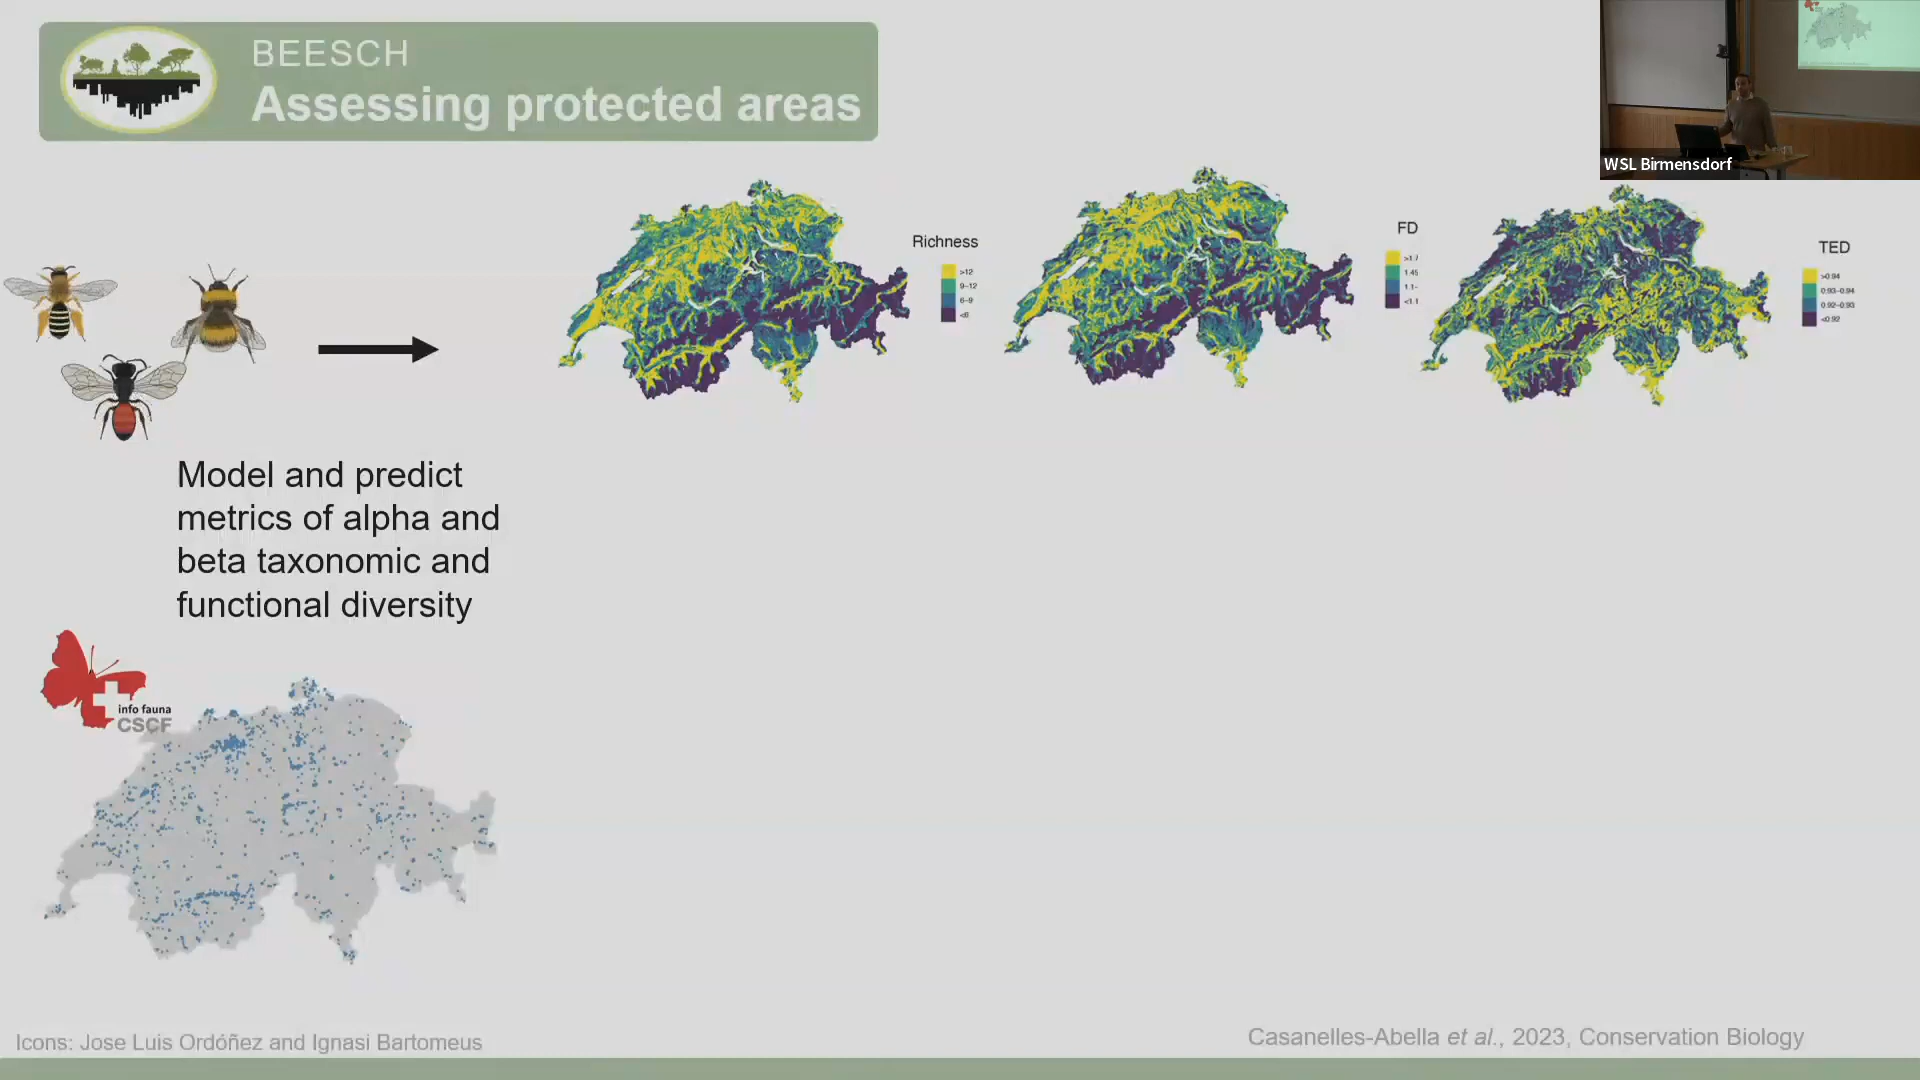 BEESCH
Assessing protected areas
WSL Birmensdorf
Richness
>12
9-12
6-9
<6
FD
>1.7
1.45
1.1-
<1.1
TED
>0.94
0.93-0.94
0.92-0.93
<0.92
Model and predict
metrics of alpha and
beta taxonomic and
functional diversity
info fauna
CSCF
Icons: Jose Luis Ordóñez and Ignasi Bartomeus
Casanelles-Abella et al., 2023, Conservation Biology